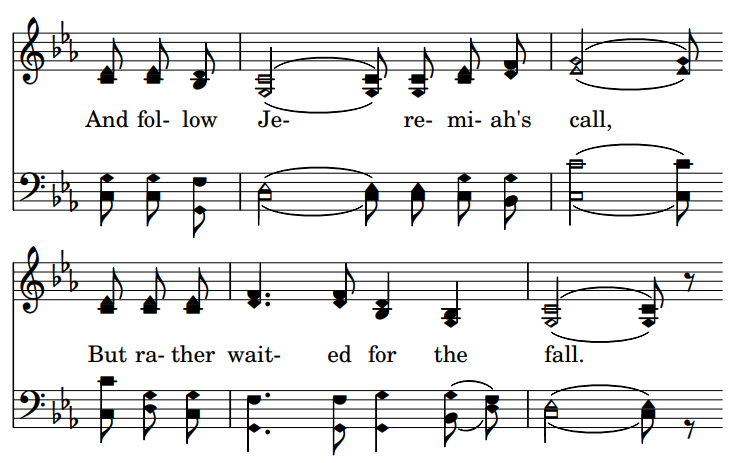 And fol- low Je- re- mi- ah's call,
But ra- ther wait- ed for the fall.